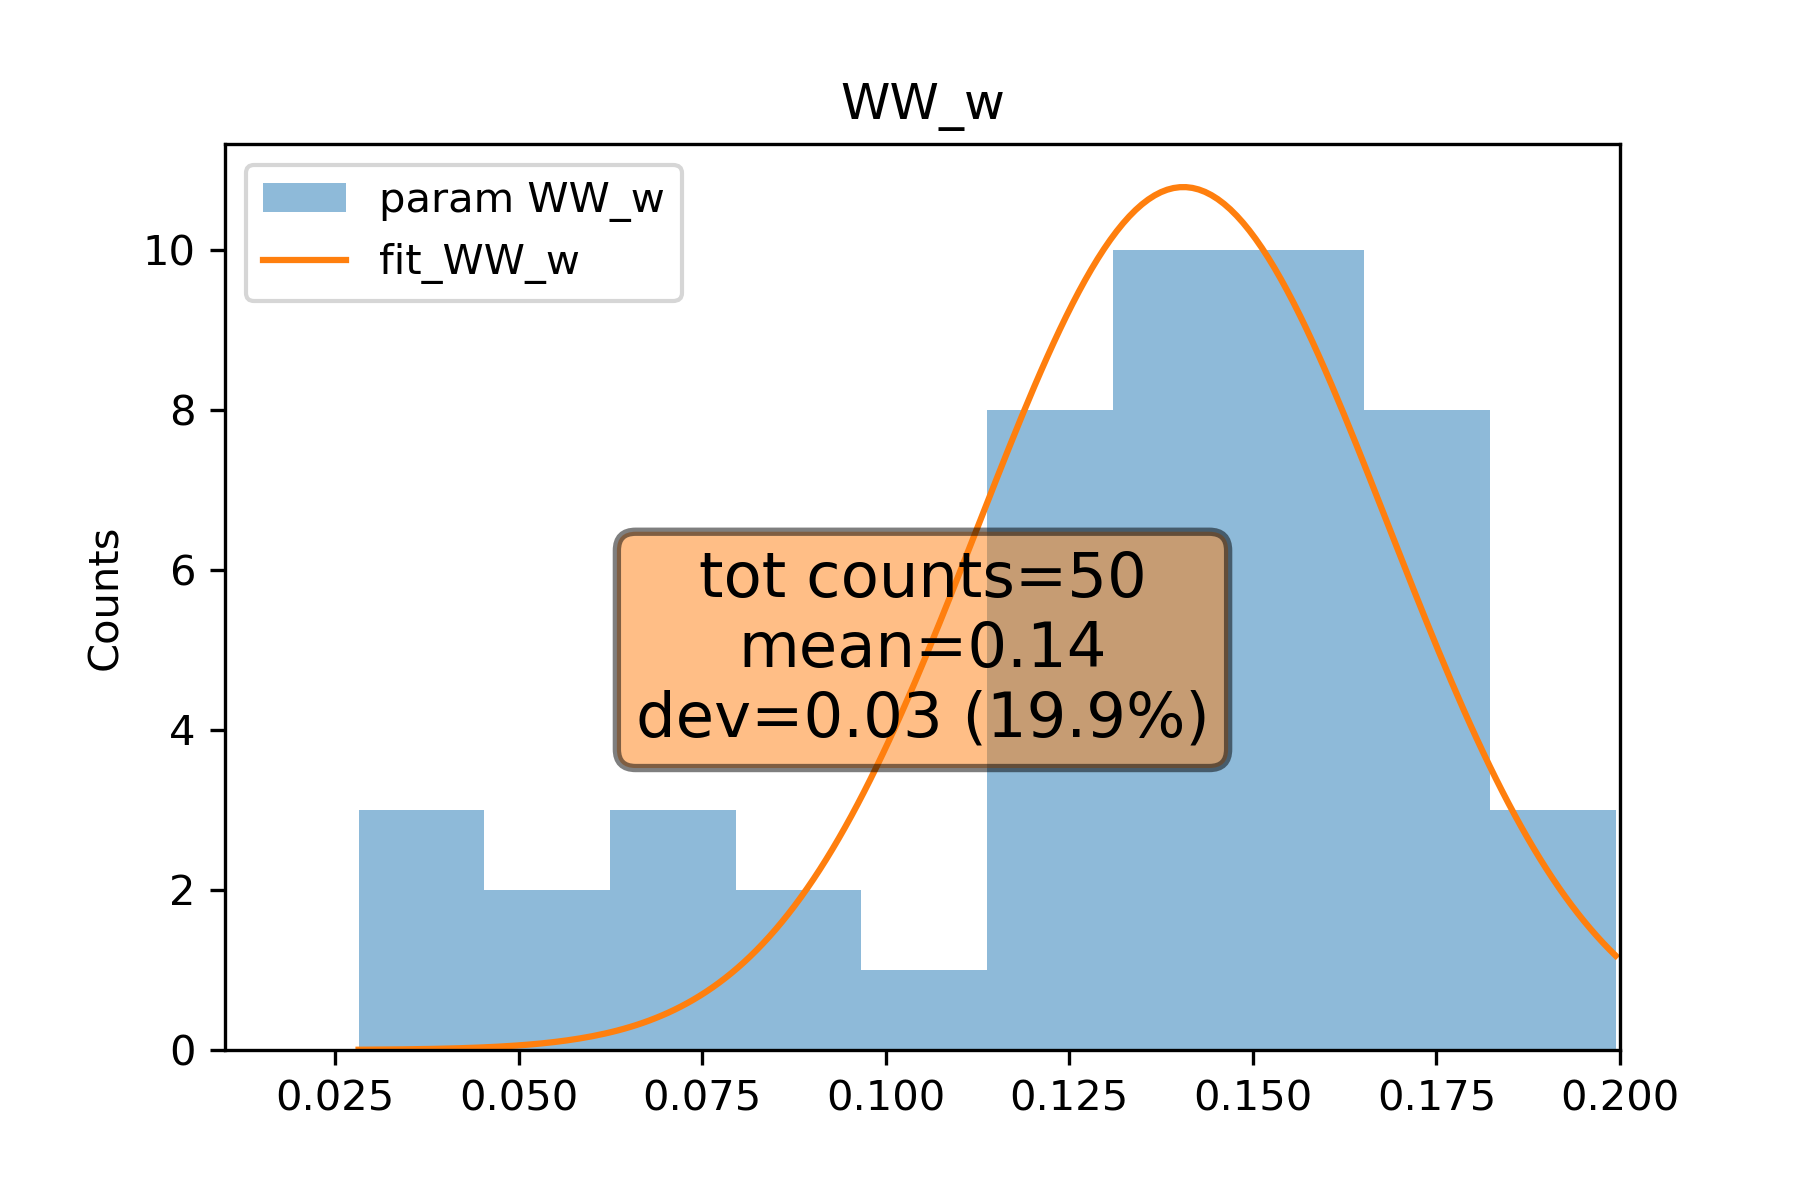 WW_w
param WW_w
fit_WW_w
Counts
10
8
6
4
2
0
tot counts=50
mean=0.14
dev=0.03 (19.9%)
0.025 0.050 0.075 0.100 0.125 0.150 0.175 0.200